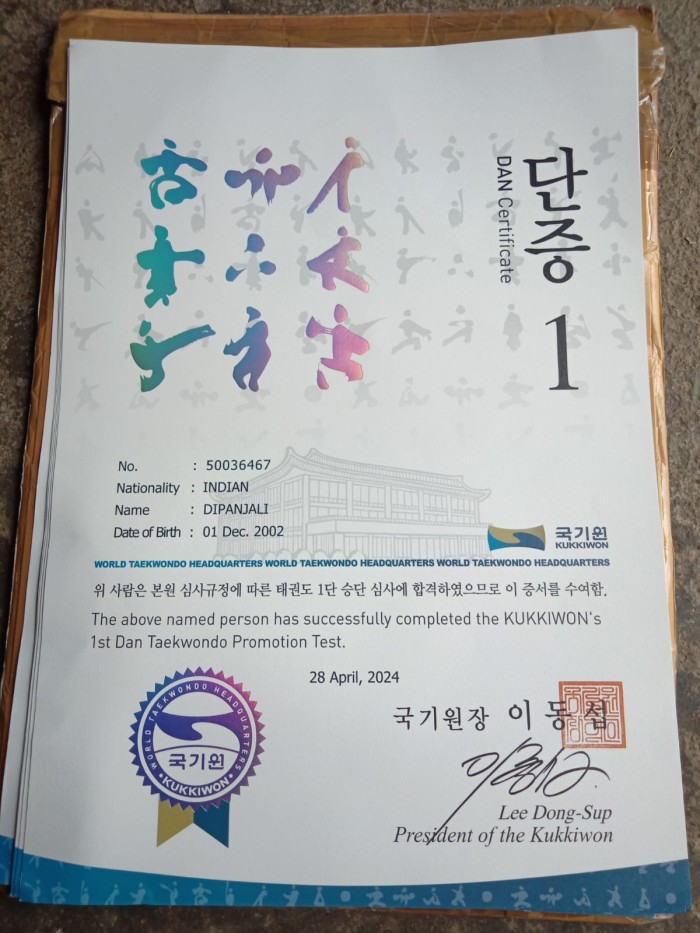 단증
DAN Certificate
1
No. : 50036467
Nationality : INDIAN
Name : DIPANJALI
Date of Birth : 01 Dec. 2002
국기원
KUKKIWON
WORLD TAEKWONDO HEADQUARTERS WORLD TAEKWONDO HEADQUARTERS WORLD TAEKWONDO HEADQUARTERS
위 사람은 본원 심사규정에 따른 태권도 1단 승단 심사에 합격하였으므로 이 증서를 수여함.
The above named person has successfully completed the KUKKIWON's
1st Dan Taekwondo Promotion Test.
28 April, 2024
WORLD TAEKWONDO HEADQUARTERS
국기원
• KUKKIWON •
국기원장 이동섭
Lee Dong-Sup
President of the Kukkiwon